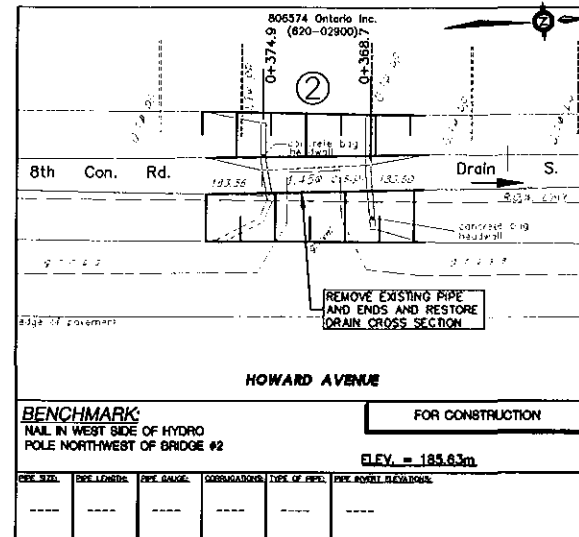 806574 Ontario Inc.
(620-02900)
0+374.9
0+368.7
Z
2
concrete bag
headwall
8th Con. Rd. Drain S.
183.56
183.50
concrete bag
headwall
grass
grass
REMOVE EXISTING PIPE
AND ENDS AND RESTORE
DRAIN CROSS SECTION
edge of pavement
HOWARD AVENUE
BENCHMARK:
NAIL IN WEST SIDE OF HYDRO
POLE NORTHWEST OF BRIDGE #2
FOR CONSTRUCTION
ELEV. = 185.63m
PIPE SIZE: PIPE LENGTH: PIPE GAUGE: CORRUGATIONS: TYPE OF PIPE: PIPE INVERT ELEVATIONS:
---- ---- ---- ---- ---- ----